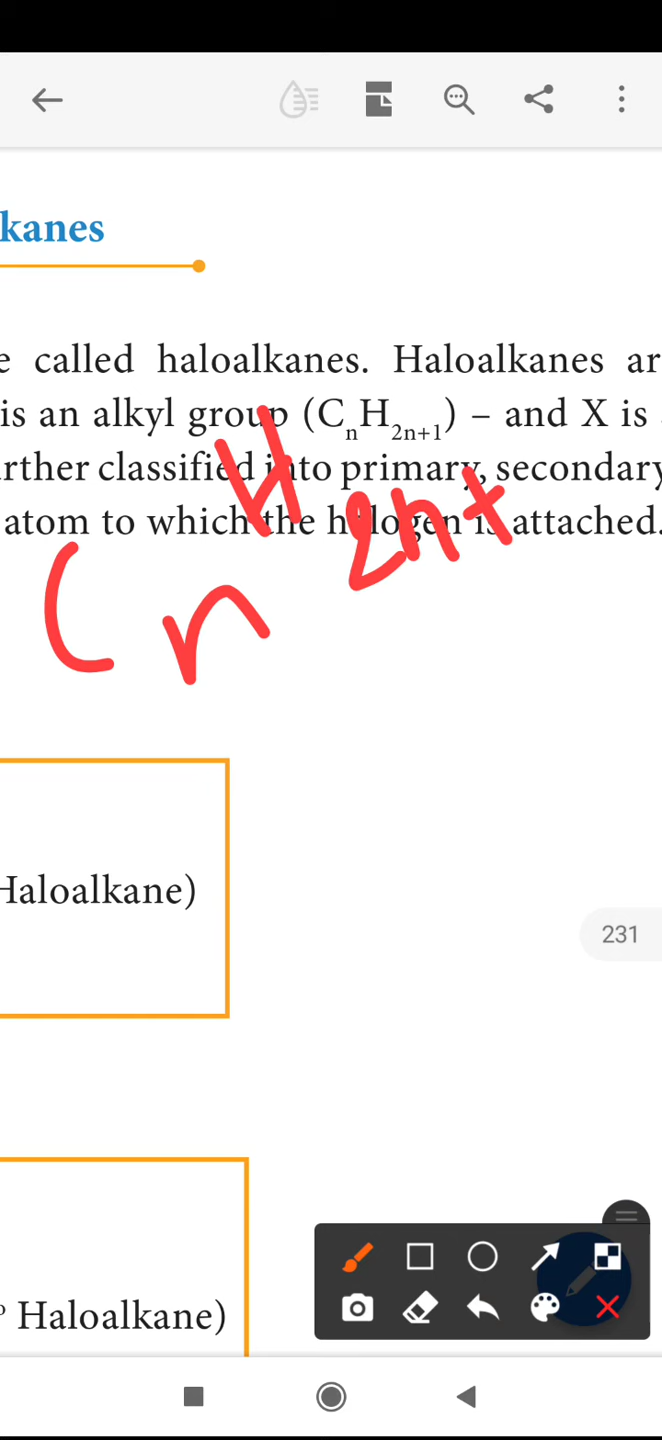 kanes
e called haloalkanes. Haloalkanes ar
is an alkyl group (CnH2n+1) – and X is
rther classified into primary, secondary
atom to which the halogen is attached.
CnH2n+
Haloalkane)
231
° Haloalkane)